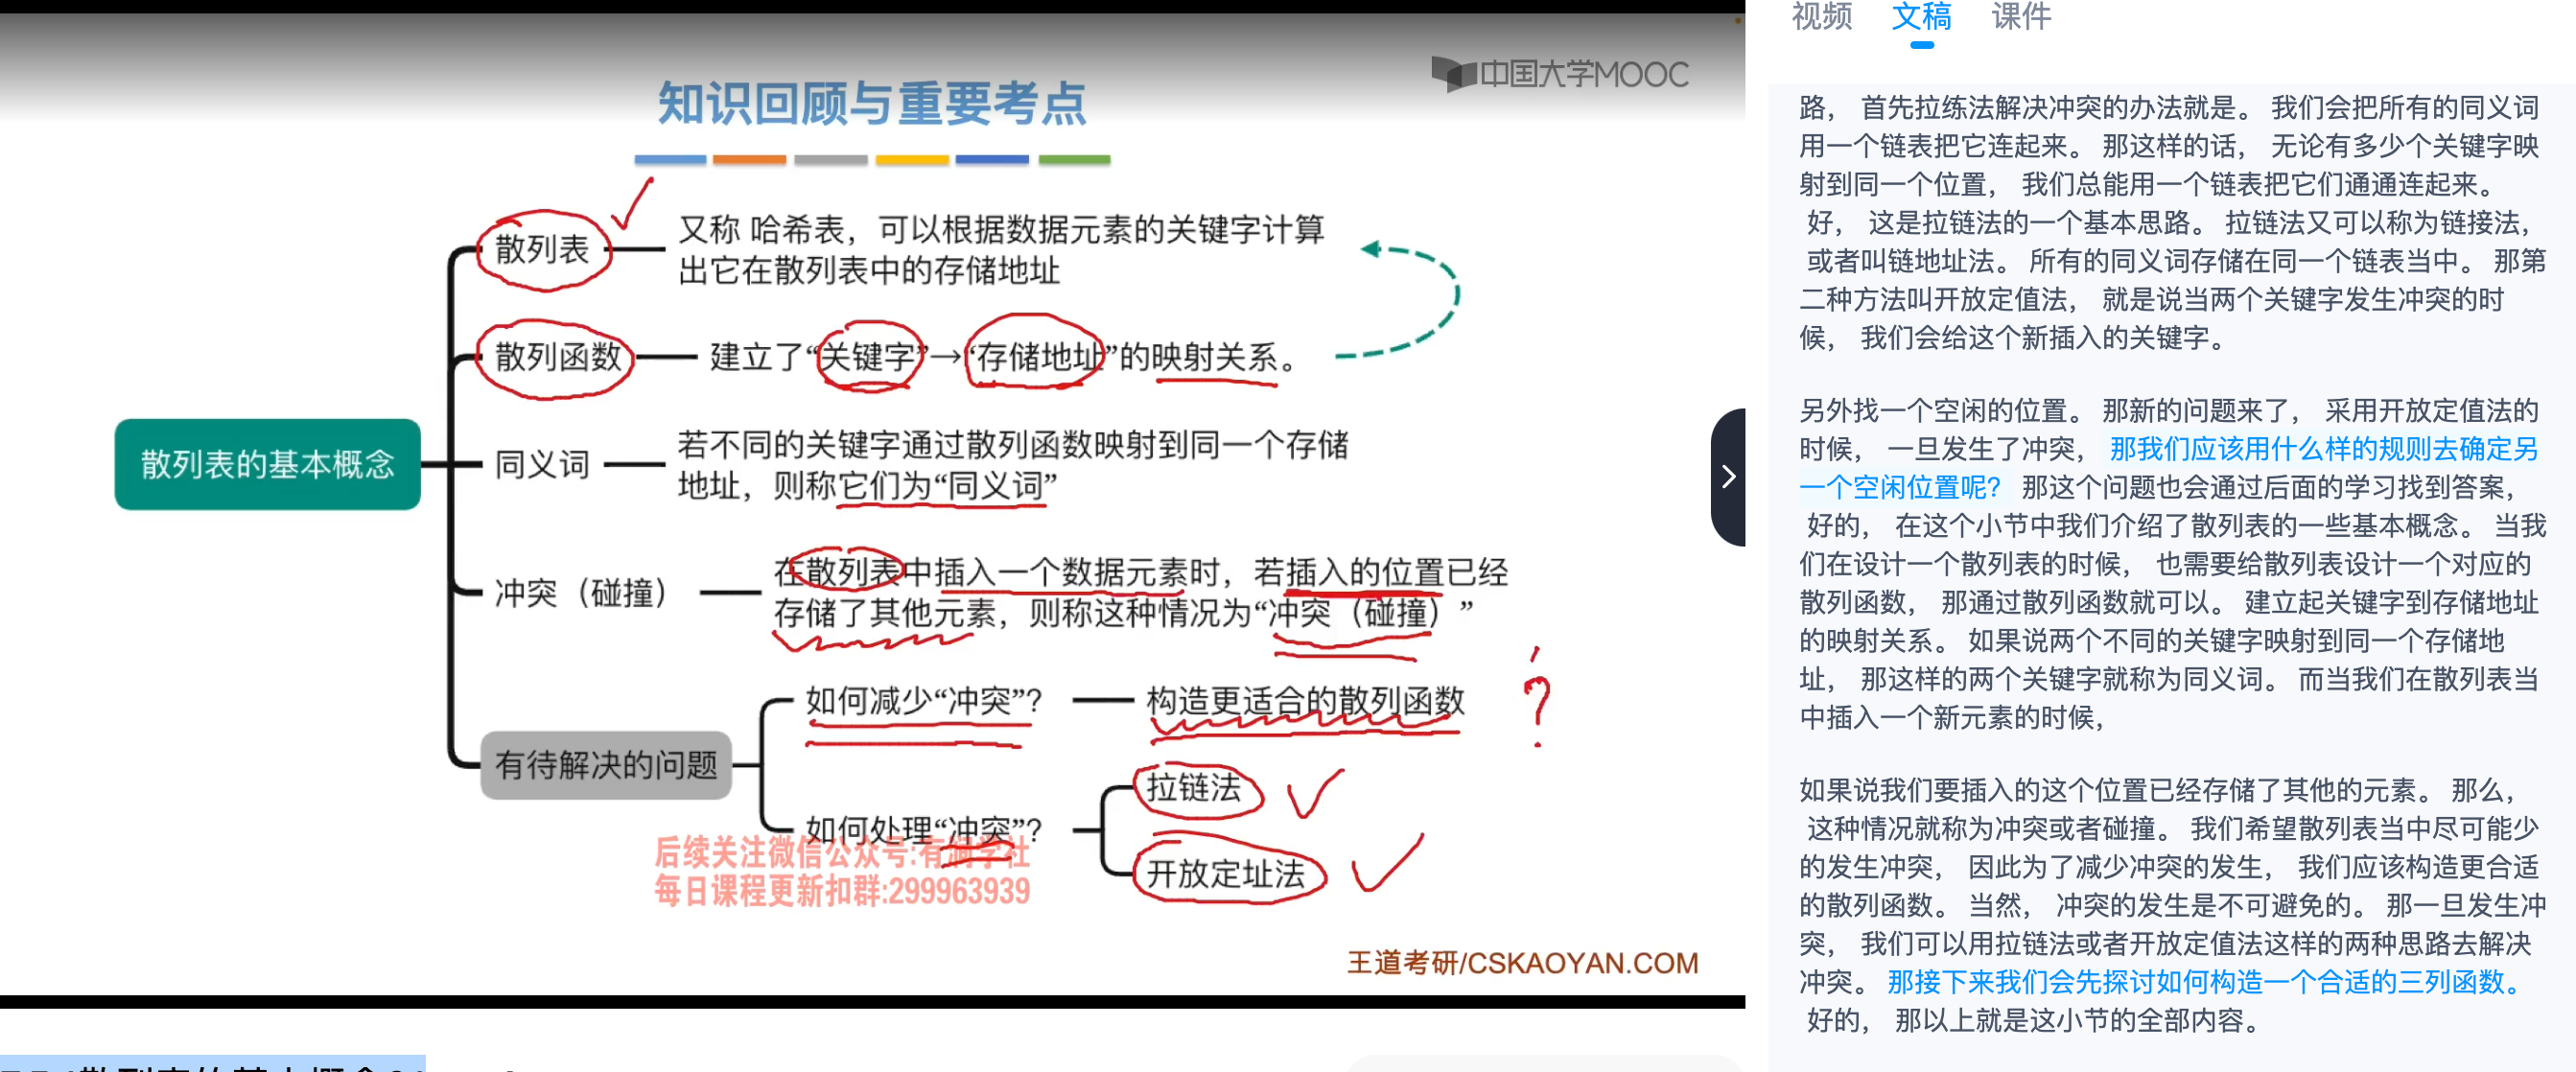 中国大学MOOC
知识回顾与重要考点
散列表的基本概念
散列表
又称 哈希表，可以根据数据元素的关键字计算
出它在散列表中的存储地址
散列函数
建立了“关键字”→“存储地址”的映射关系。
同义词
若不同的关键字通过散列函数映射到同一个存储
地址，则称它们为“同义词”
冲突（碰撞）
在散列表中插入一个数据元素时，若插入的位置已经
存储了其他元素，则称这种情况为“冲突（碰撞）”
有待解决的问题
如何减少“冲突”？
构造更适合的散列函数
?
如何处理“冲突”？
拉链法
开放定址法
后续关注微信公众号:有润学社
每日课程更新扣群:299963939
王道考研/CSKAOYAN.COM
视频 文稿 课件
路， 首先拉练法解决冲突的办法就是。 我们会把所有的同义词
用一个链表把它连起来。 那这样的话， 无论有多少个关键字映
射到同一个位置， 我们总能用一个链表把它们通通连起来。
好， 这是拉链法的一个基本思路。 拉链法又可以称为链接法，
或者叫链地址法。 所有的同义词存储在同一个链表当中。 那第
二种方法叫开放定值法， 就是说当两个关键字发生冲突的时
候， 我们会给这个新插入的关键字。
另外找一个空闲的位置。 那新的问题来了， 采用开放定值法的
时候， 一旦发生了冲突， 那我们应该用什么样的规则去确定另
一个空闲位置呢？ 那这个问题也会通过后面的学习找到答案，
好的， 在这个小节中我们介绍了散列表的一些基本概念。 当我
们在设计一个散列表的时候， 也需要给散列表设计一个对应的
散列函数， 那通过散列函数就可以。 建立起关键字到存储地址
的映射关系。 如果说两个不同的关键字映射到同一个存储地
址， 那这样的两个关键字就称为同义词。 而当我们在散列表当
中插入一个新元素的时候，
如果说我们要插入的这个位置已经存储了其他的元素。 那么，
这种情况就称为冲突或者碰撞。 我们希望散列表当中尽可能少
的发生冲突， 因此为了减少冲突的发生， 我们应该构造更合适
的散列函数。 当然， 冲突的发生是不可避免的。 那一旦发生冲
突， 我们可以用拉链法或者开放定值法这样的两种思路去解决
冲突。 那接下来我们会先探讨如何构造一个合适的三列函数。
好的， 那以上就是这小节的全部内容。